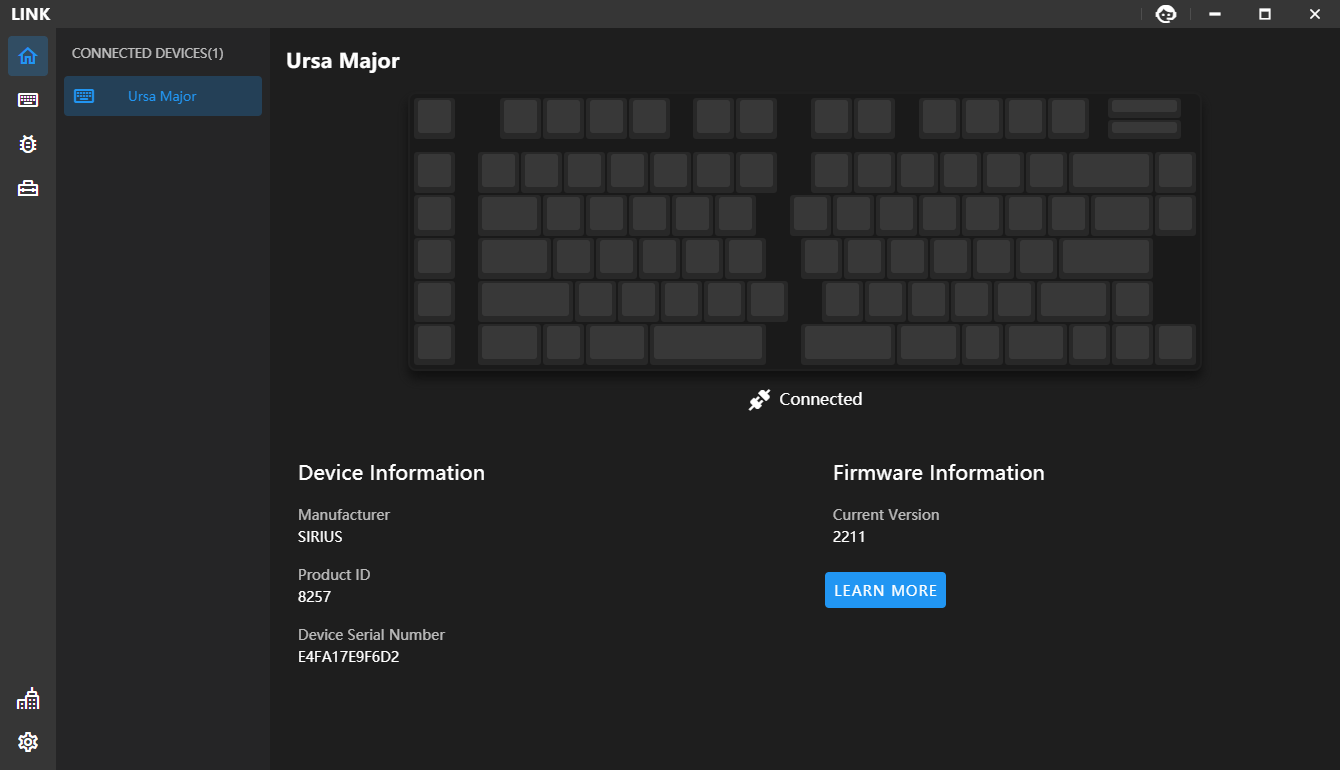 LINK
CONNECTED DEVICES(1)
Ursa Major
Ursa Major
Connected
Device Information
Manufacturer
SIRIUS
Product ID
8257
Device Serial Number
E4FA17E9F6D2
Firmware Information
Current Version
2211
LEARN MORE